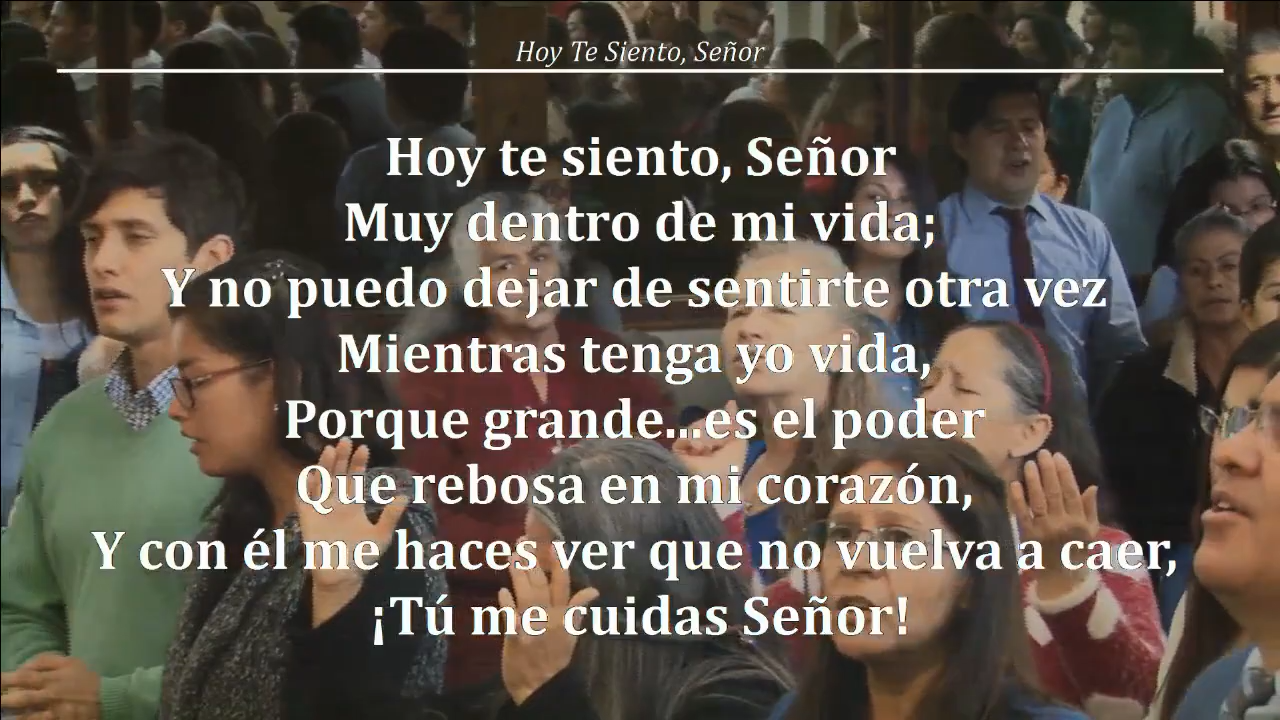 Hoy Te Siento, Señor
Hoy te siento, Señor
Muy dentro de mi vida;
Y no puedo dejar de sentirte otra vez
Mientras tenga yo vida,
Porque grande...es el poder
Que rebosa en mi corazón,
Y con él me haces ver que no vuelva a caer,
¡Tú me cuidas Señor!